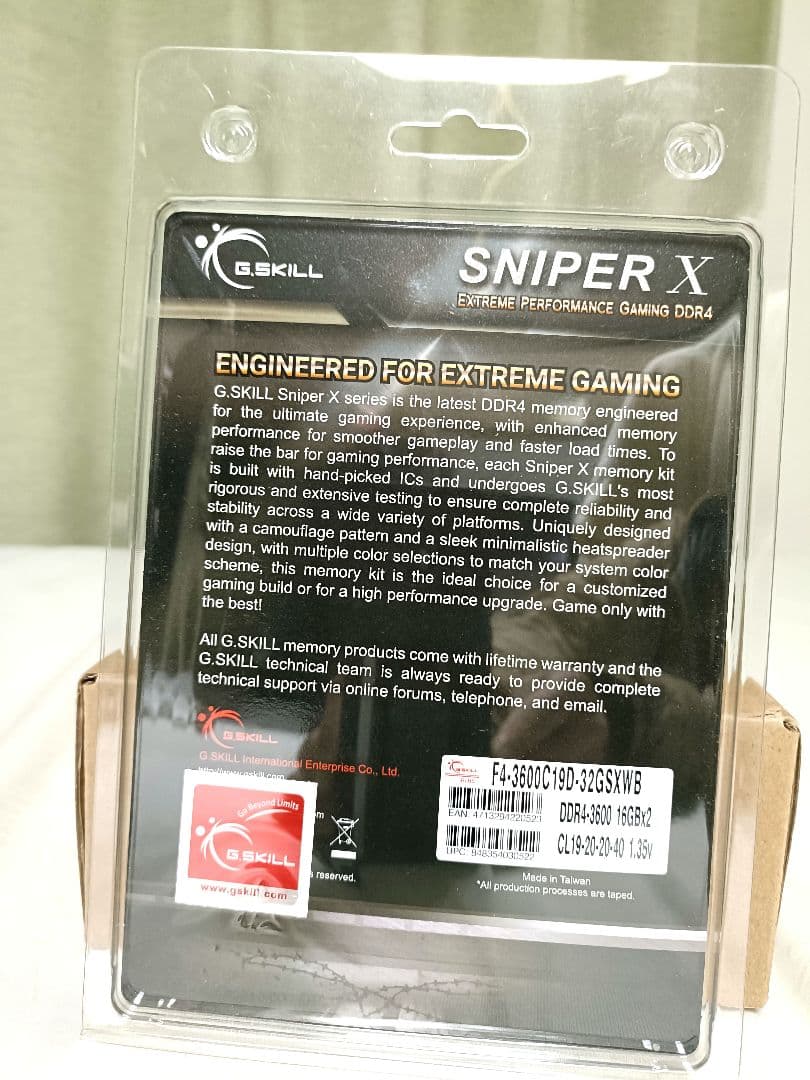 G.SKILL
SNIPER X
EXTREME PERFORMANCE GAMING DDR4
ENGINEERED FOR EXTREME GAMING
G.SKILL Sniper X series is the latest DDR4 memory engineered
for the ultimate gaming experience, with enhanced memory
performance for smoother gameplay and faster load times. To
raise the bar for gaming performance, each Sniper X memory kit
is built with hand-picked ICs and undergoes G.SKILL's most
rigorous and extensive testing to ensure complete reliability and
stability across a wide variety of platforms. Uniquely designed
with a camouflage pattern and a sleek minimalistic heatspreader
design, with multiple color selections to match your system color
scheme, this memory kit is the ideal choice for a customized
gaming build or for a high performance upgrade. Game only with
the best!
All G.SKILL memory products come with lifetime warranty and the
G.SKILL technical team is always ready to provide complete
technical support via online forums, telephone, and email.
G.SKILL
G.SKILL International Enterprise Co., Ltd.
http://www.gskill.com
Go Beyond Limits
G.SKILL
www.gskill.com
reserved.
G.SKILL
F4-3600C19D-32GSXWB
EAN: 4713294220523
DDR4-3600 16GBx2
UPC: 848354030522
CL19-20-20-40 1.35v
Made in Taiwan
*All production processes are taped.